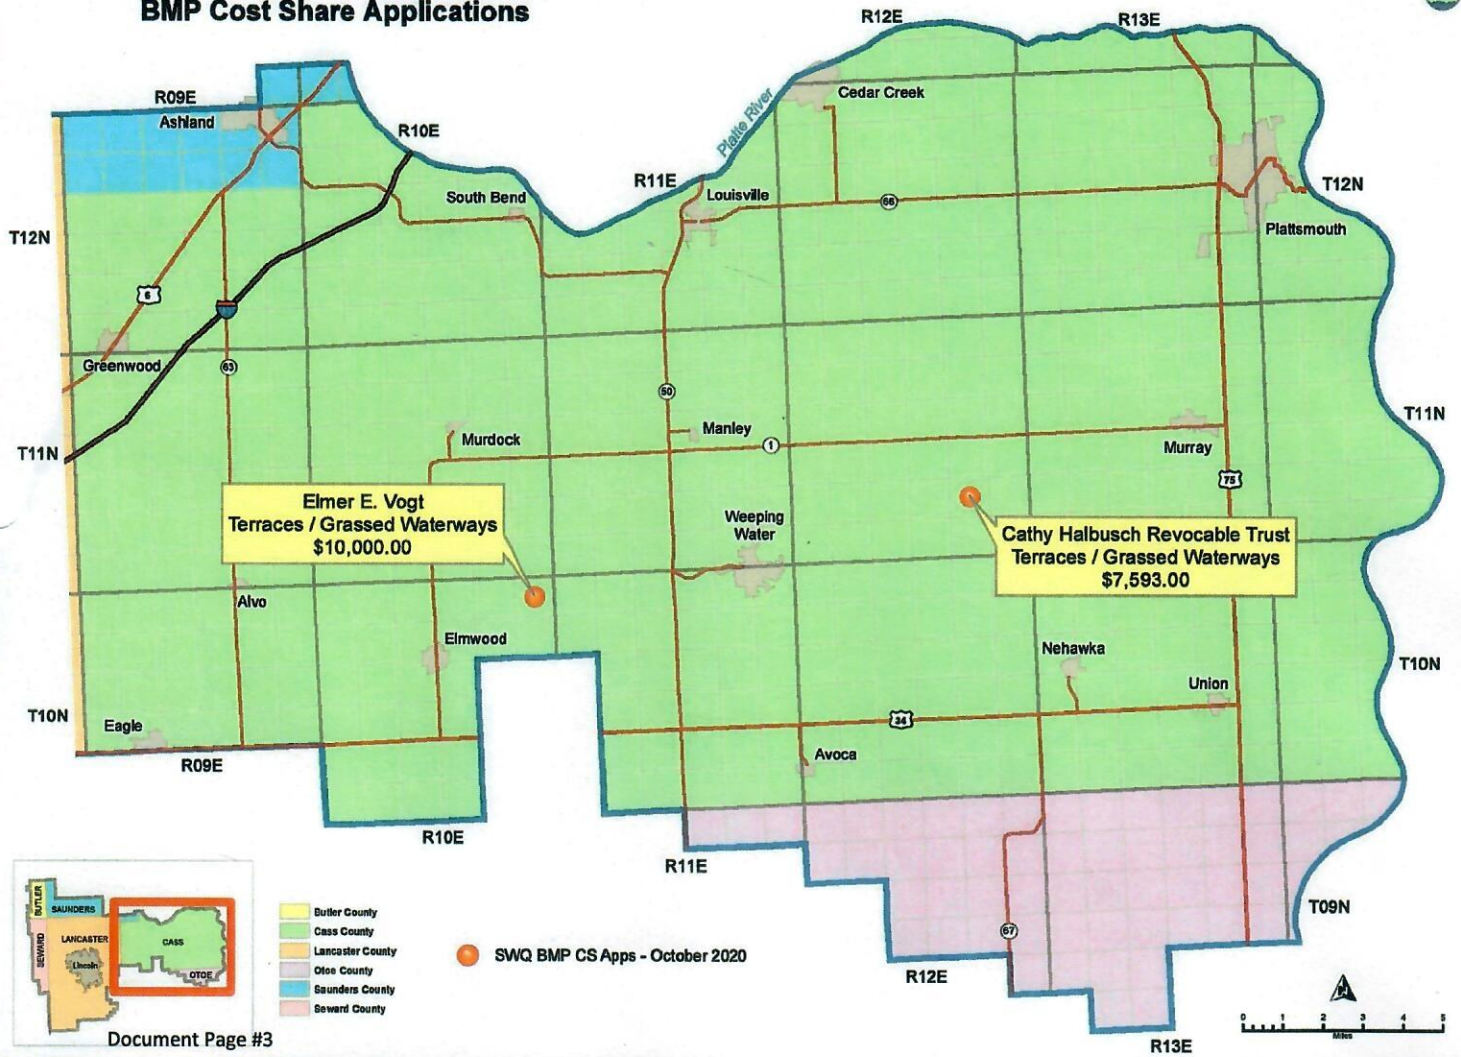 BMP Cost Share Applications
R12E
R13E
R09E
Ashland
R10E
Cedar Creek
Platte River
R11E
South Bend
Louisville
66
T12N
T12N
Plattsmouth
6
Greenwood
63
50
T11N
Murdock
Manley
1
Murray
T11N
75
Elmer E. Vogt
Terraces / Grassed Waterways
$10,000.00
Weeping
Water
Cathy Halbusch Revocable Trust
Terraces / Grassed Waterways
$7,593.00
Alvo
Elmwood
Nehawka
Union
T10N
T10N
Eagle
34
Avoca
R09E
R10E
R11E
T09N
67
R12E
R13E
BUTLER
SAUNDERS
SEWARD
LANCASTER
Lincoln
CASS
OTOE
Butler County
Cass County
Lancaster County
Otoe County
Saunders County
Seward County
SWQ BMP CS Apps - October 2020
N
0 1 2 3 4 5
Miles
Document Page #3